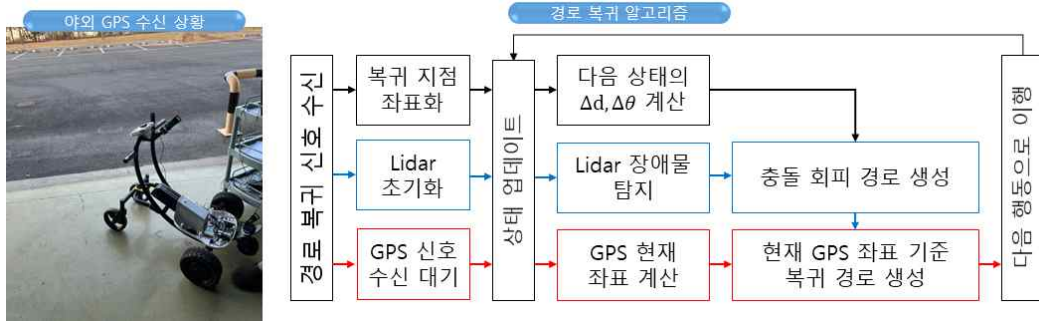 야외 GPS 수신 상황
경로 복귀 알고리즘
경로 복귀 신호 수신
복귀 지점
좌표화
Lidar
초기화
GPS 신호
수신 대기
상태 업데이트
다음 상태의
Δd, Δθ 계산
Lidar 장애물
탐지
GPS 현재
좌표 계산
충돌 회피 경로 생성
현재 GPS 좌표 기준
복귀 경로 생성
다음 행동으로 이행